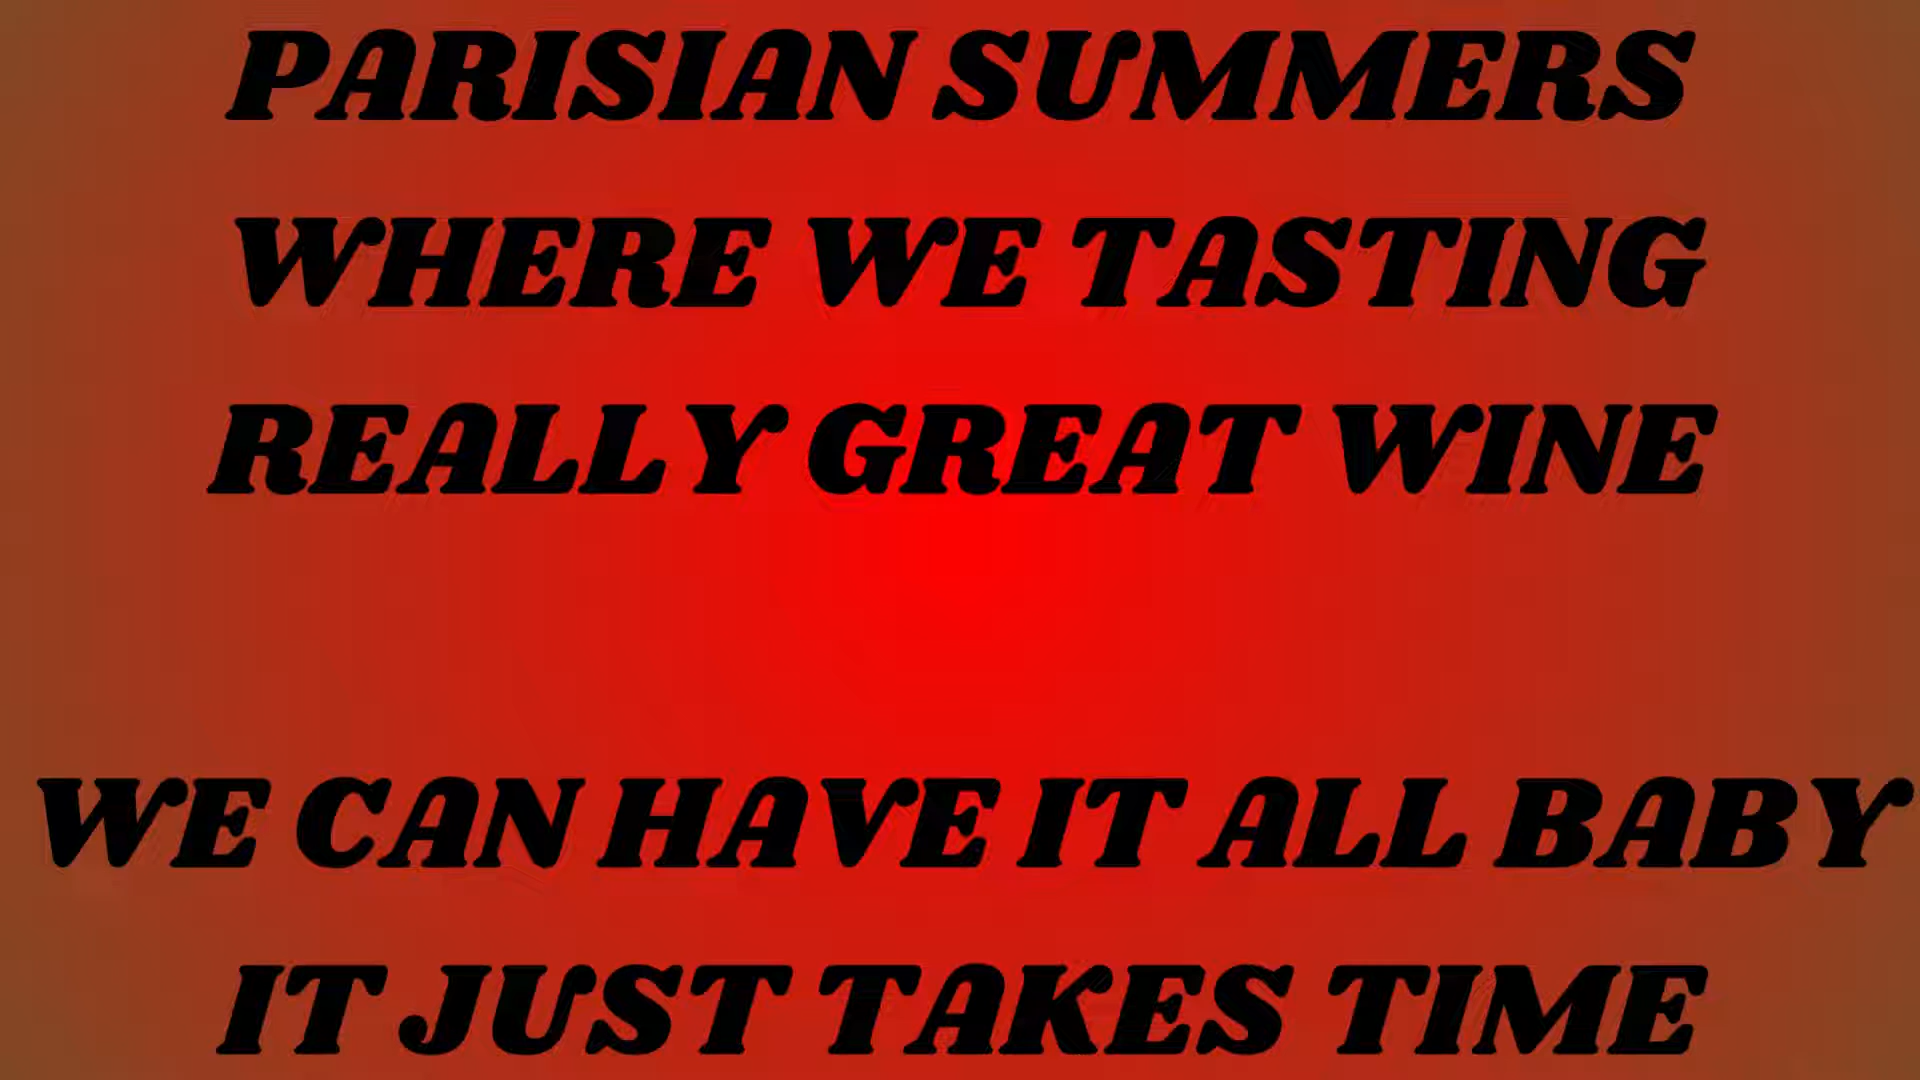 PARISIAN SUMMERS
WHERE WE TASTING
REALLY GREAT WINE
WE CAN HAVE IT ALL BABY
IT JUST TAKES TIME